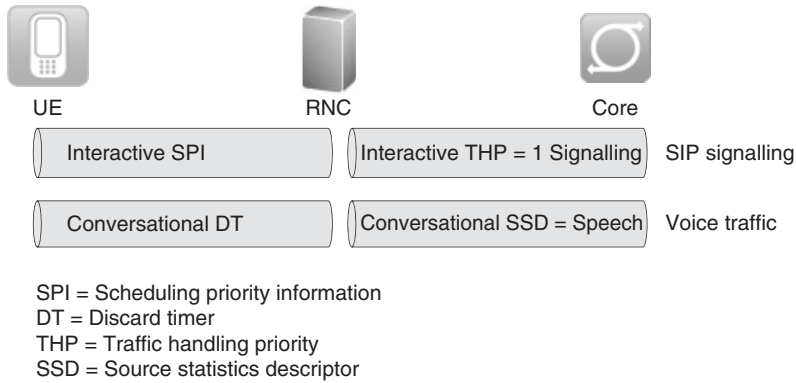 UE RNC Core
Interactive SPI Interactive THP = 1 Signalling SIP signalling
Conversational DT Conversational SSD = Speech Voice traffic
SPI = Scheduling priority information
DT = Discard timer
THP = Traffic handling priority
SSD = Source statistics descriptor